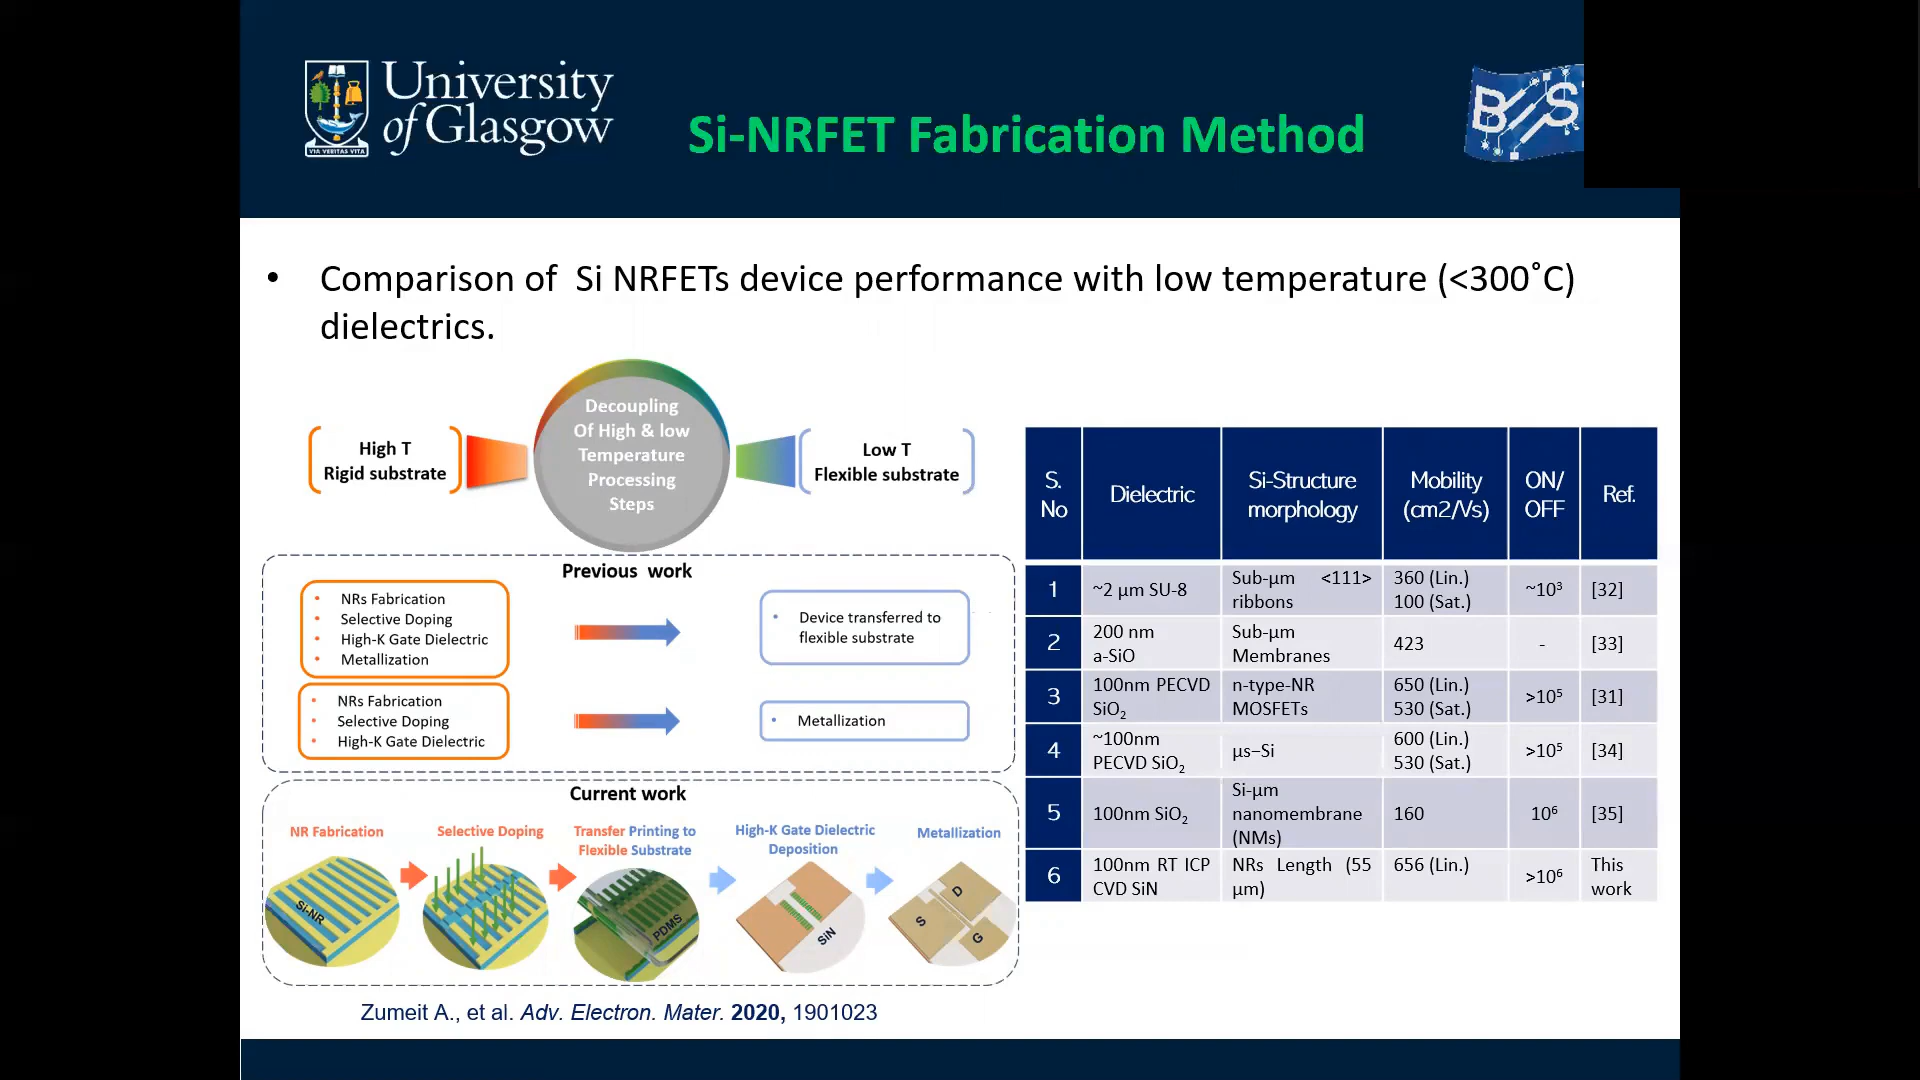 University
of Glasgow
VIA VERITAS VITA
Si-NRFET Fabrication Method
B
S
• Comparison of Si NRFETs device performance with low temperature (<300˚C)
dielectrics.
High T
Rigid substrate
Decoupling
Of High & low
Temperature
Processing
Steps
Low T
Flexible substrate
Previous work
• NRs Fabrication
• Selective Doping
• High-K Gate Dielectric
• Metallization
• Device transferred to
flexible substrate
• NRs Fabrication
• Selective Doping
• High-K Gate Dielectric
• Metallization
Current work
NR Fabrication
Si-NR
Selective Doping
Transfer Printing to
Flexible Substrate
PDMS
High-K Gate Dielectric
Deposition
SiN
Metallization
S
D
G
S. No Dielectric Si-Structure morphology Mobility (cm2/Vs) ON/OFF Ref.
1 ~2 µm SU-8 Sub-µm <111> ribbons 360 (Lin.) 100 (Sat.) ~10³ [32]
2 200 nm a-SiO Sub-µm Membranes 423 - [33]
3 100nm PECVD SiO₂ n-type-NR MOSFETs 650 (Lin.) 530 (Sat.) >10⁵ [31]
4 ~100nm PECVD SiO₂ µs–Si 600 (Lin.) 530 (Sat.) >10⁵ [34]
5 100nm SiO₂ Si-µm nanomembrane (NMs) 160 10⁶ [35]
6 100nm RT ICP CVD SiN NRs Length (55 µm) 656 (Lin.) >10⁶ This work
Zumeit A., et al. Adv. Electron. Mater. 2020, 1901023